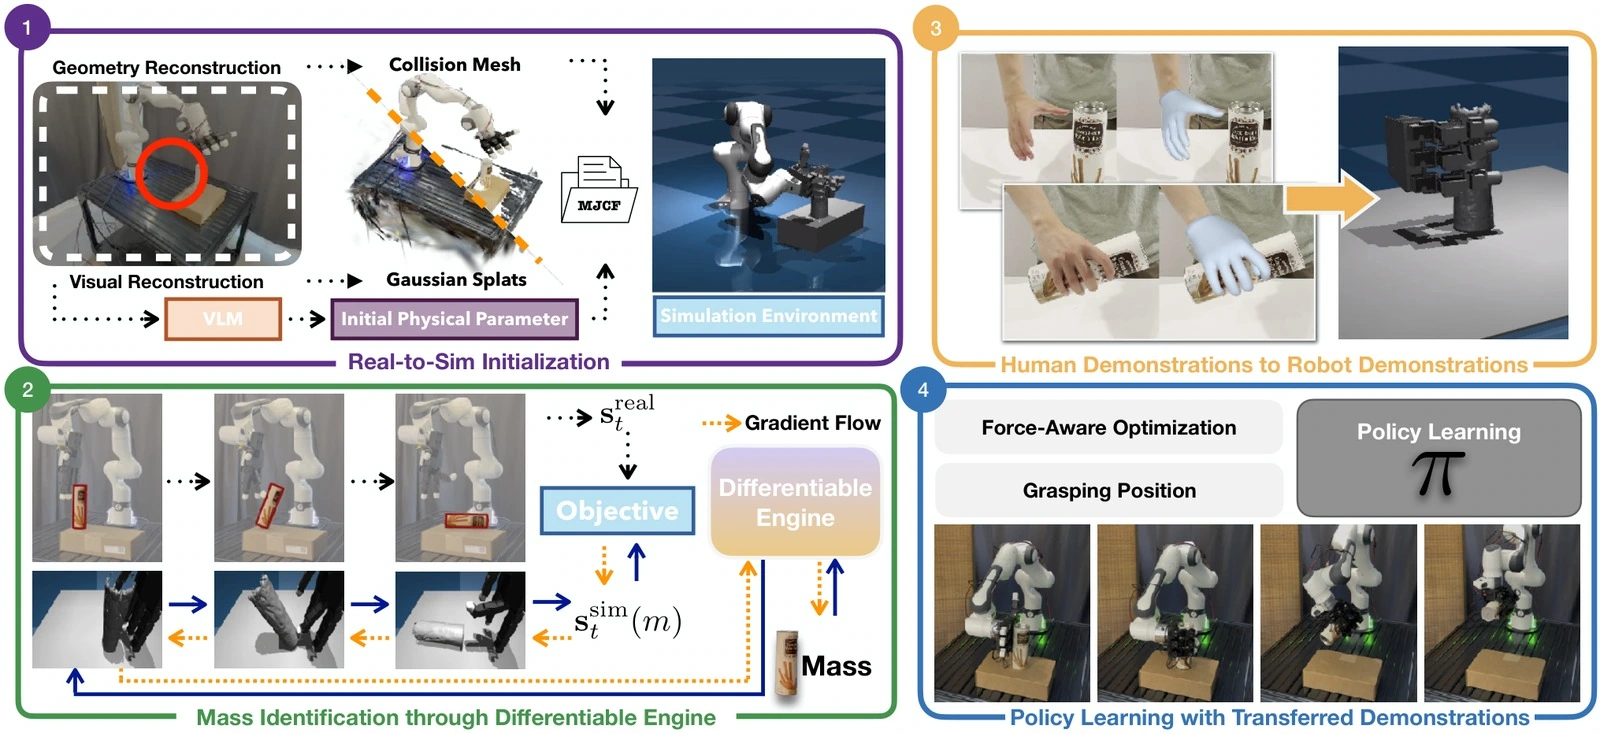 1
Geometry Reconstruction
Collision Mesh
MJCF
Visual Reconstruction
Gaussian Splats
VLM
Initial Physical Parameter
Simulation Environment
Real-to-Sim Initialization
3
Human Demonstrations to Robot Demonstrations
2
s_t^real
Gradient Flow
Objective
Differentiable
Engine
s_t^sim(m)
Mass
Mass Identification through Differentiable Engine
4
Force-Aware Optimization
Grasping Position
Policy Learning
π
Policy Learning with Transferred Demonstrations